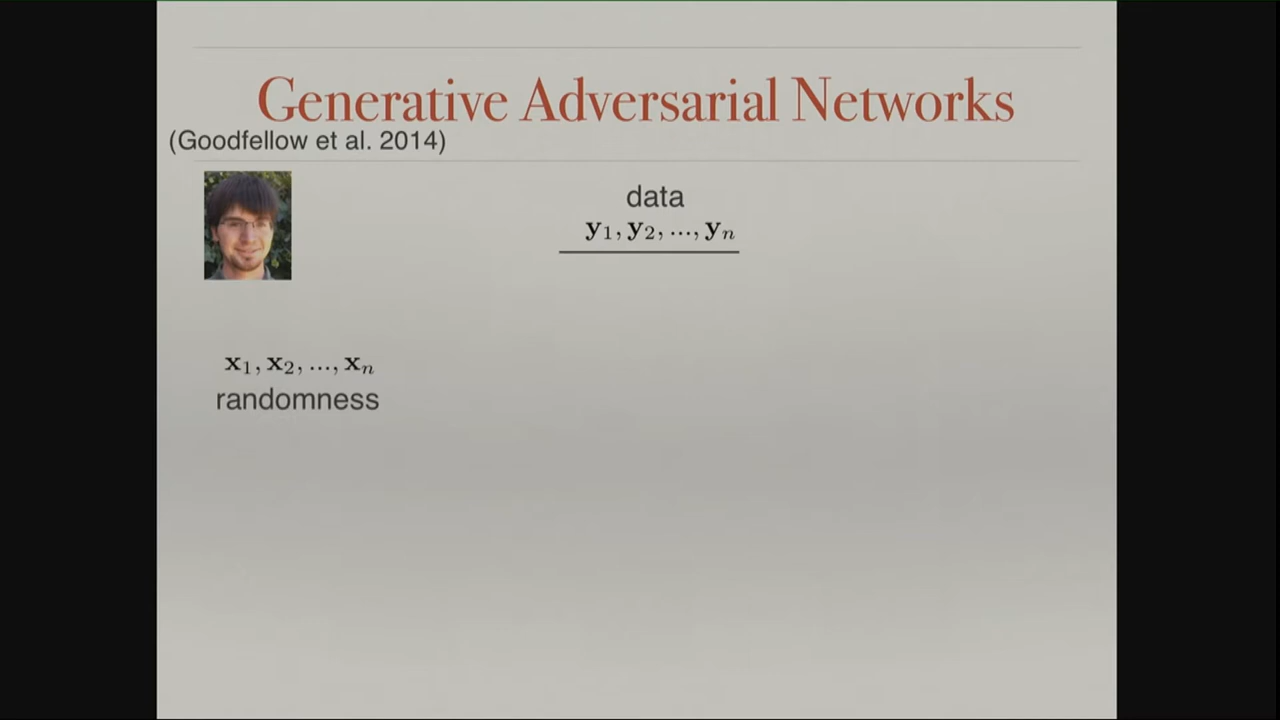 Generative Adversarial Networks
(Goodfellow et al. 2014)
data
y₁, y₂, ..., yₙ
x₁, x₂, ..., xₙ
randomness